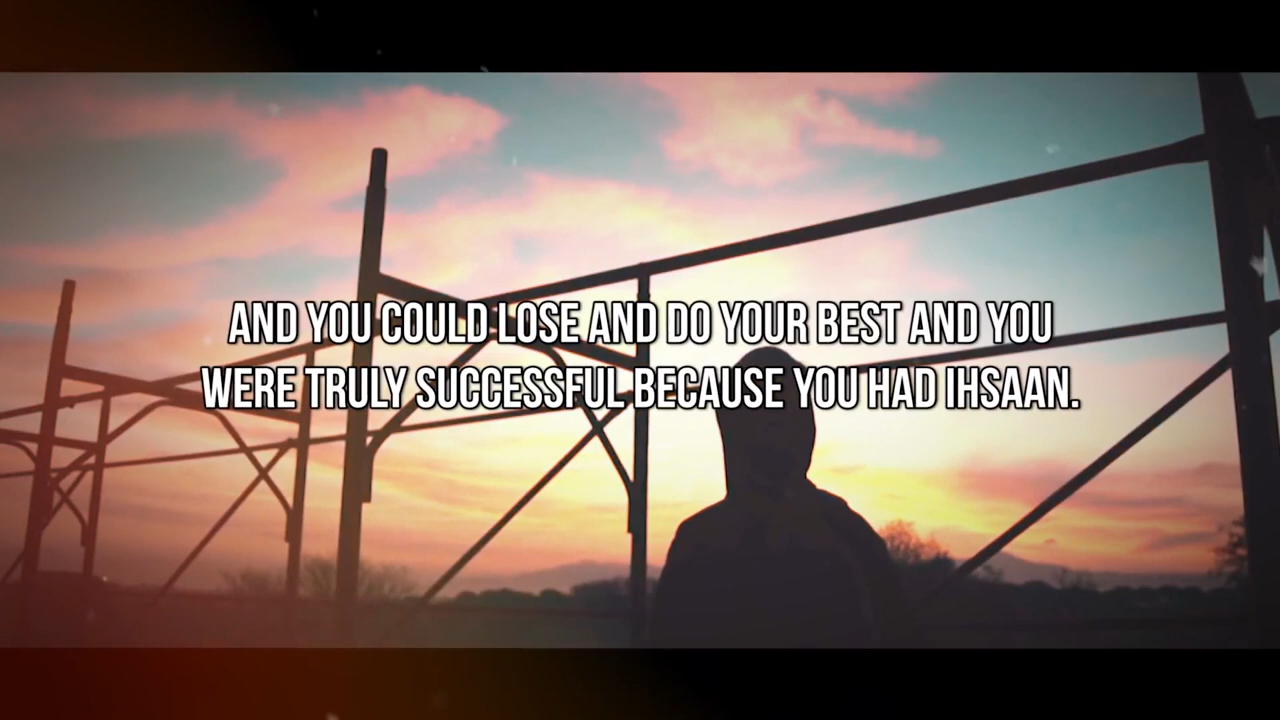 AND YOU COULD LOSE AND DO YOUR BEST AND YOU
WERE TRULY SUCCESSFUL BECAUSE YOU HAD IHSAAN.